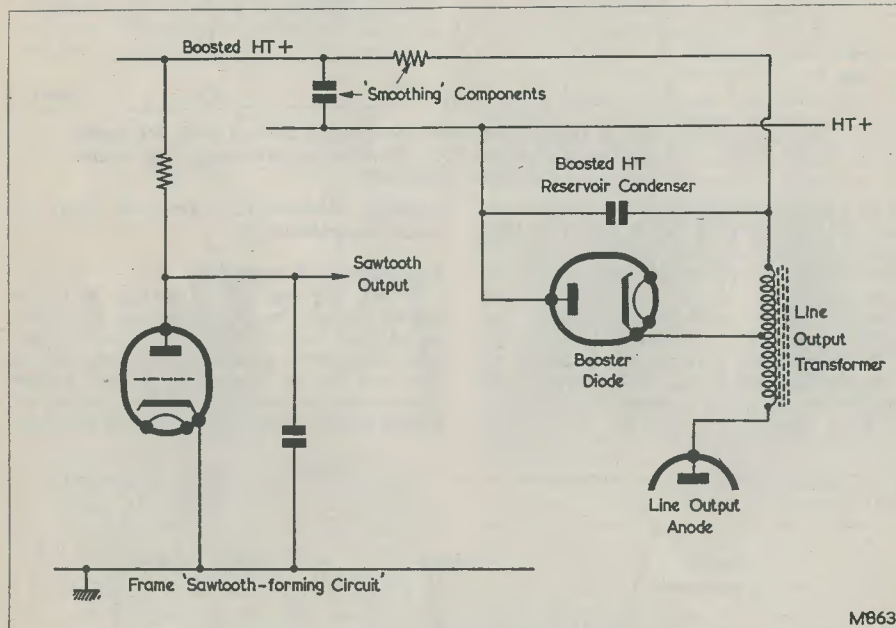 Boosted HT+
'Smoothing' Components
HT+
Boosted HT
Reservoir Condenser
Sawtooth
Output
Booster
Diode
Line
Output
Transformer
Line Output
Anode
Frame 'Sawtooth-forming Circuit'
M863